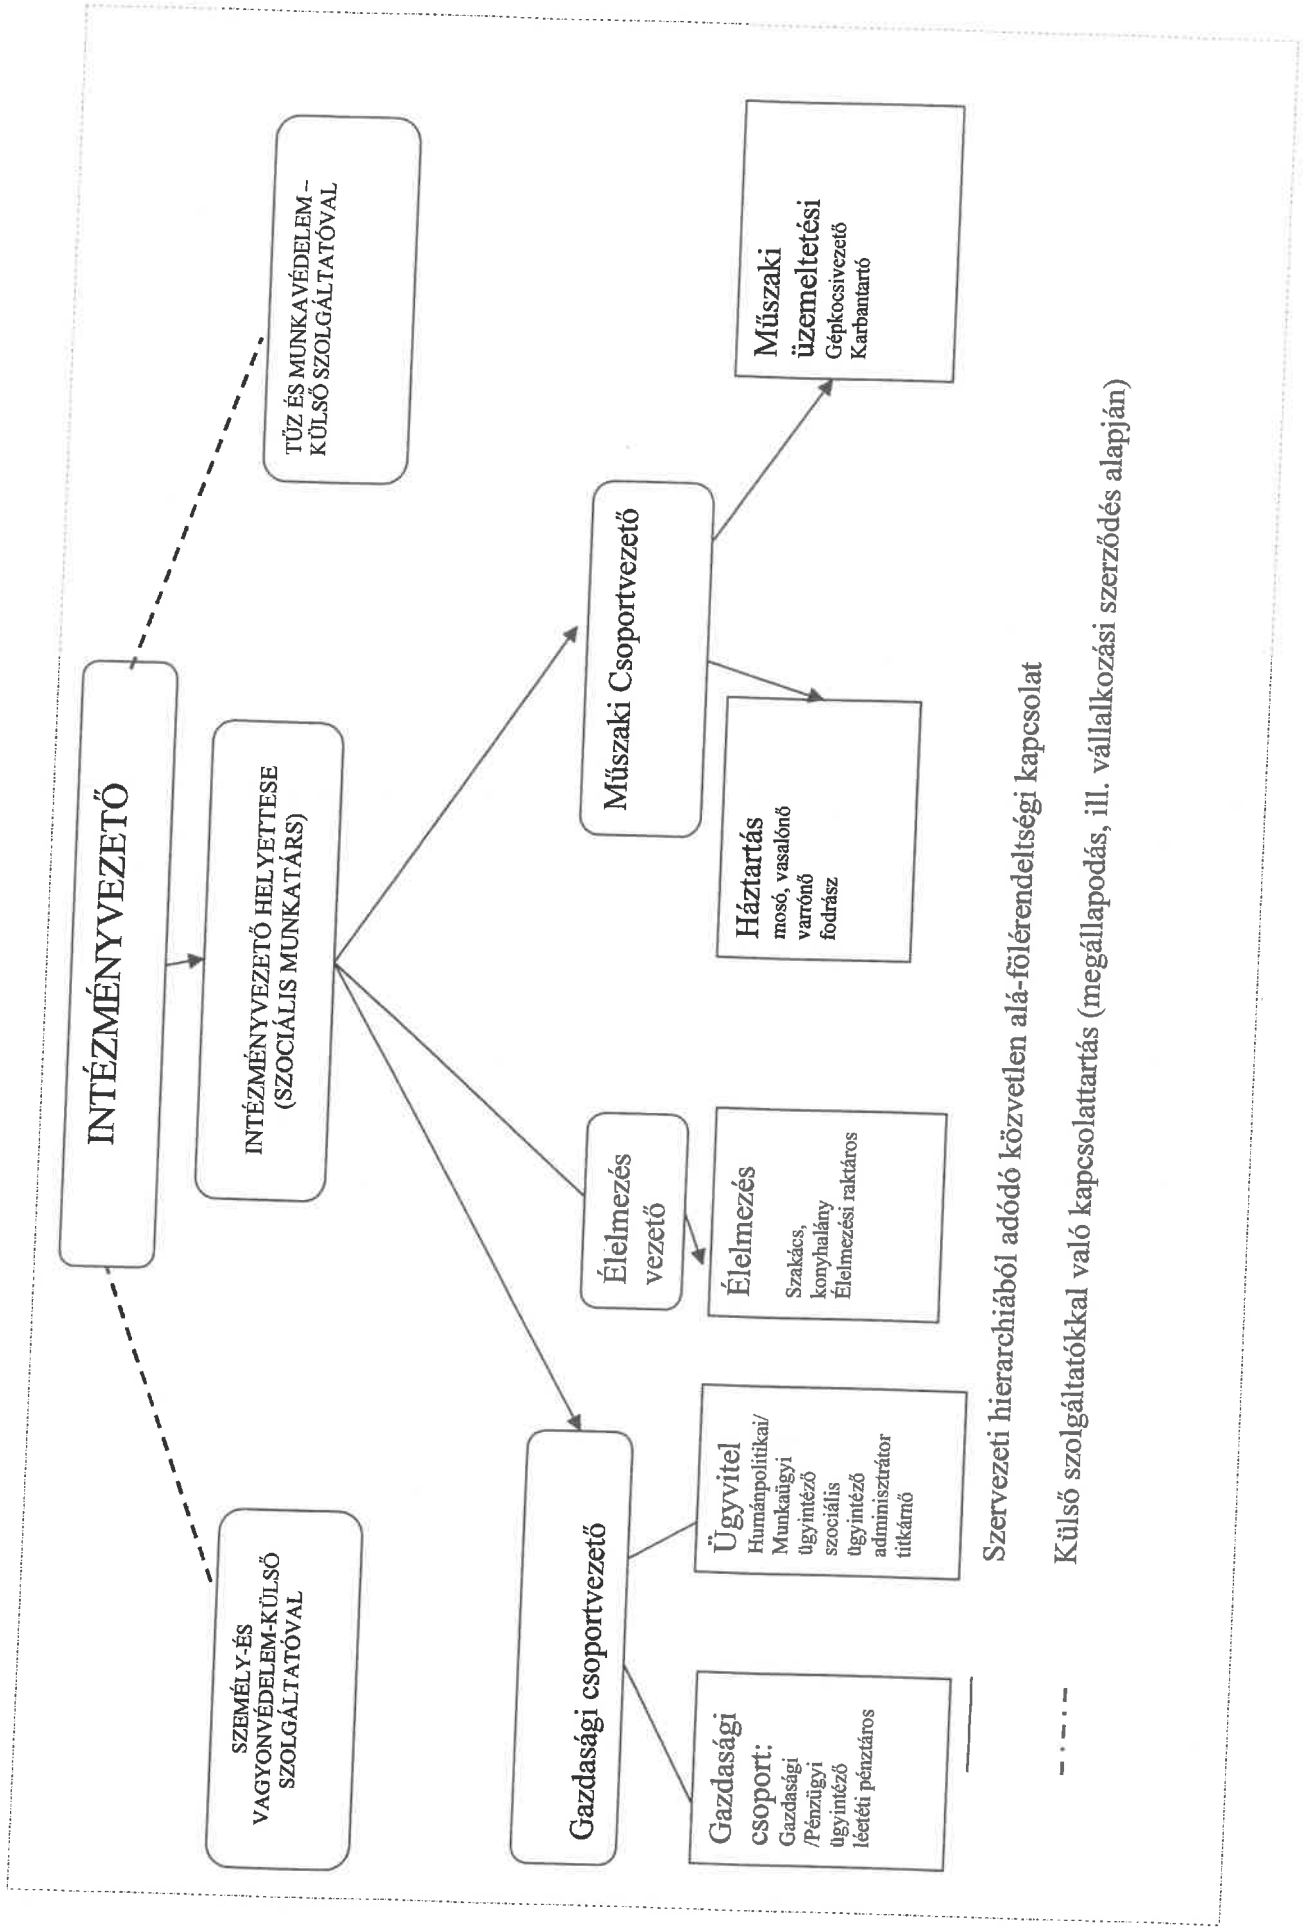 INTÉZMÉNYVEZETŐ
INTÉZMÉNYVEZETŐ HELYETTESE
(SZOCIÁLIS MUNKATÁRS)
SZEMÉLY-ÉS
VAGYONVÉDELEM-KÜLSŐ
SZOLGÁLTATÓVAL
TŰZ ÉS MUNKAVÉDELEM –
KÜLSŐ SZOLGÁLTATÓVAL
Gazdasági csoportvezető
Élelmezés
vezető
Műszaki Csoportvezető
Gazdasági
csoport:
Gazdasági
/Pénzügyi
ügyintéző
léetéti pénztáros
Ügyvitel
Humánpolitikai/
Munkaügyi
ügyintéző
szociális
ügyintéző
adminisztrátor
titkárnő
Élelmezés
Szakács,
konyhalány
Élelmezési raktáros
Háztartás
mosó, vasalónő
varrónő
fodrász
Műszaki
üzemeltetési
Gépkocsivezető
Karbantartó
Szervezeti hierarchiából adódó közvetlen alá-fölérendeltségi kapcsolat
Külső szolgáltatókkal való kapcsolattartás (megállapodás, ill. vállalkozási szerződés alapján)